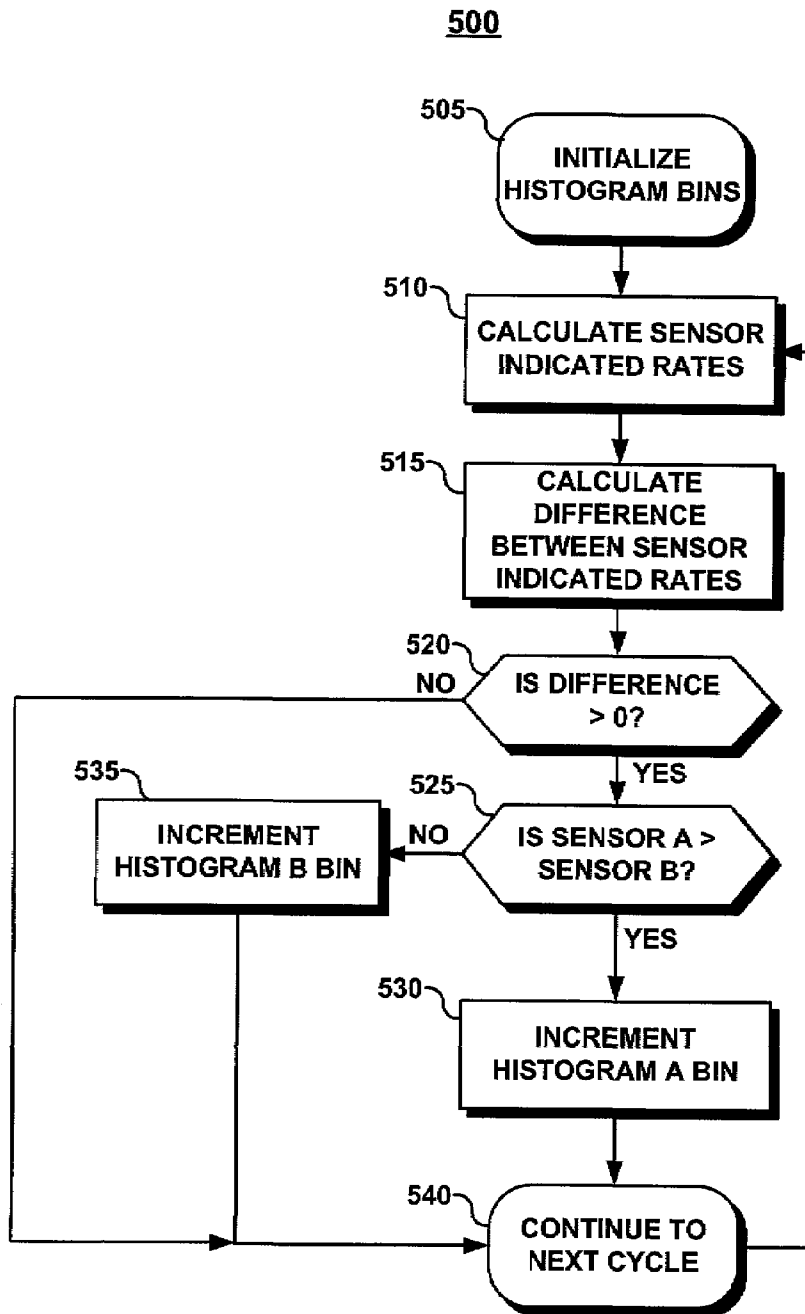 500
505
INITIALIZE
HISTOGRAM BINS
510
CALCULATE SENSOR
INDICATED RATES
515
CALCULATE
DIFFERENCE
BETWEEN SENSOR
INDICATED RATES
520
NO
IS DIFFERENCE
> 0?
YES
535
INCREMENT
HISTOGRAM B BIN
525
NO
IS SENSOR A >
SENSOR B?
YES
530
INCREMENT
HISTOGRAM A BIN
540
CONTINUE TO
NEXT CYCLE